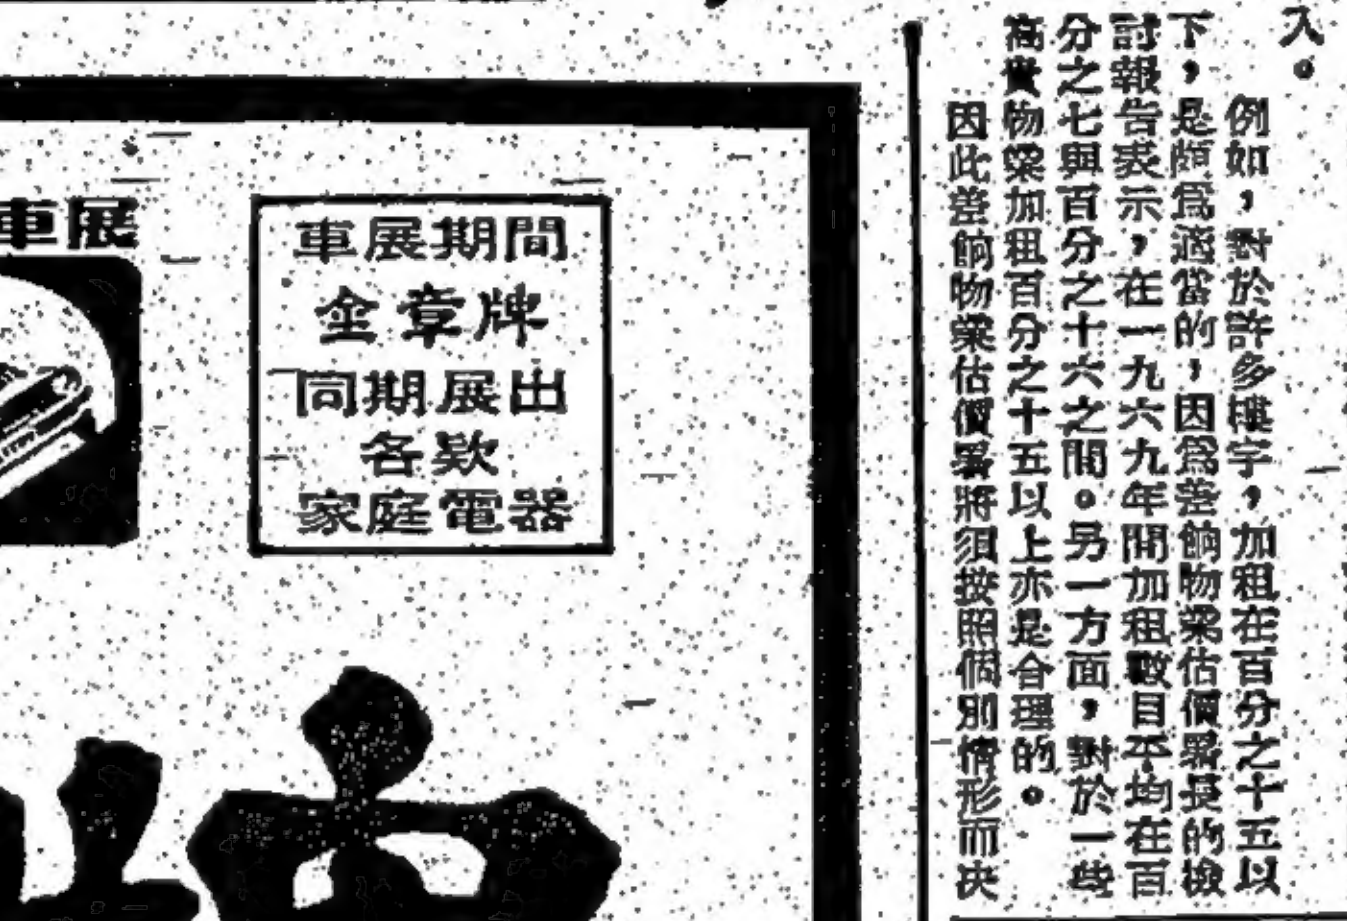 入。
例如，對於許多樓宇，加租在百分之十五以
下，是頗爲適當的，因爲差餉物業估價署長的檢
討報告表示，在一九六九年間加租數目平均在百
分之七與百分之十六之間。另一方面，對於一些
高貴物業加租百分之十五以上亦是合理的。
因此差餉物業估價署將須按照個別情形而决
車展
車展期間
金章牌
同期展出
各欵
家庭電器